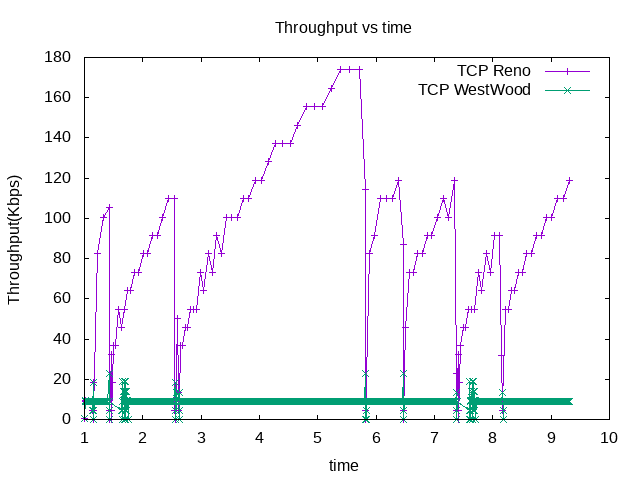 Throughput vs time
TCP Reno
TCP WestWood
Throughput(Kbps)
180
160
140
120
100
80
60
40
20
0
1 2 3 4 5 6 7 8 9 10
time